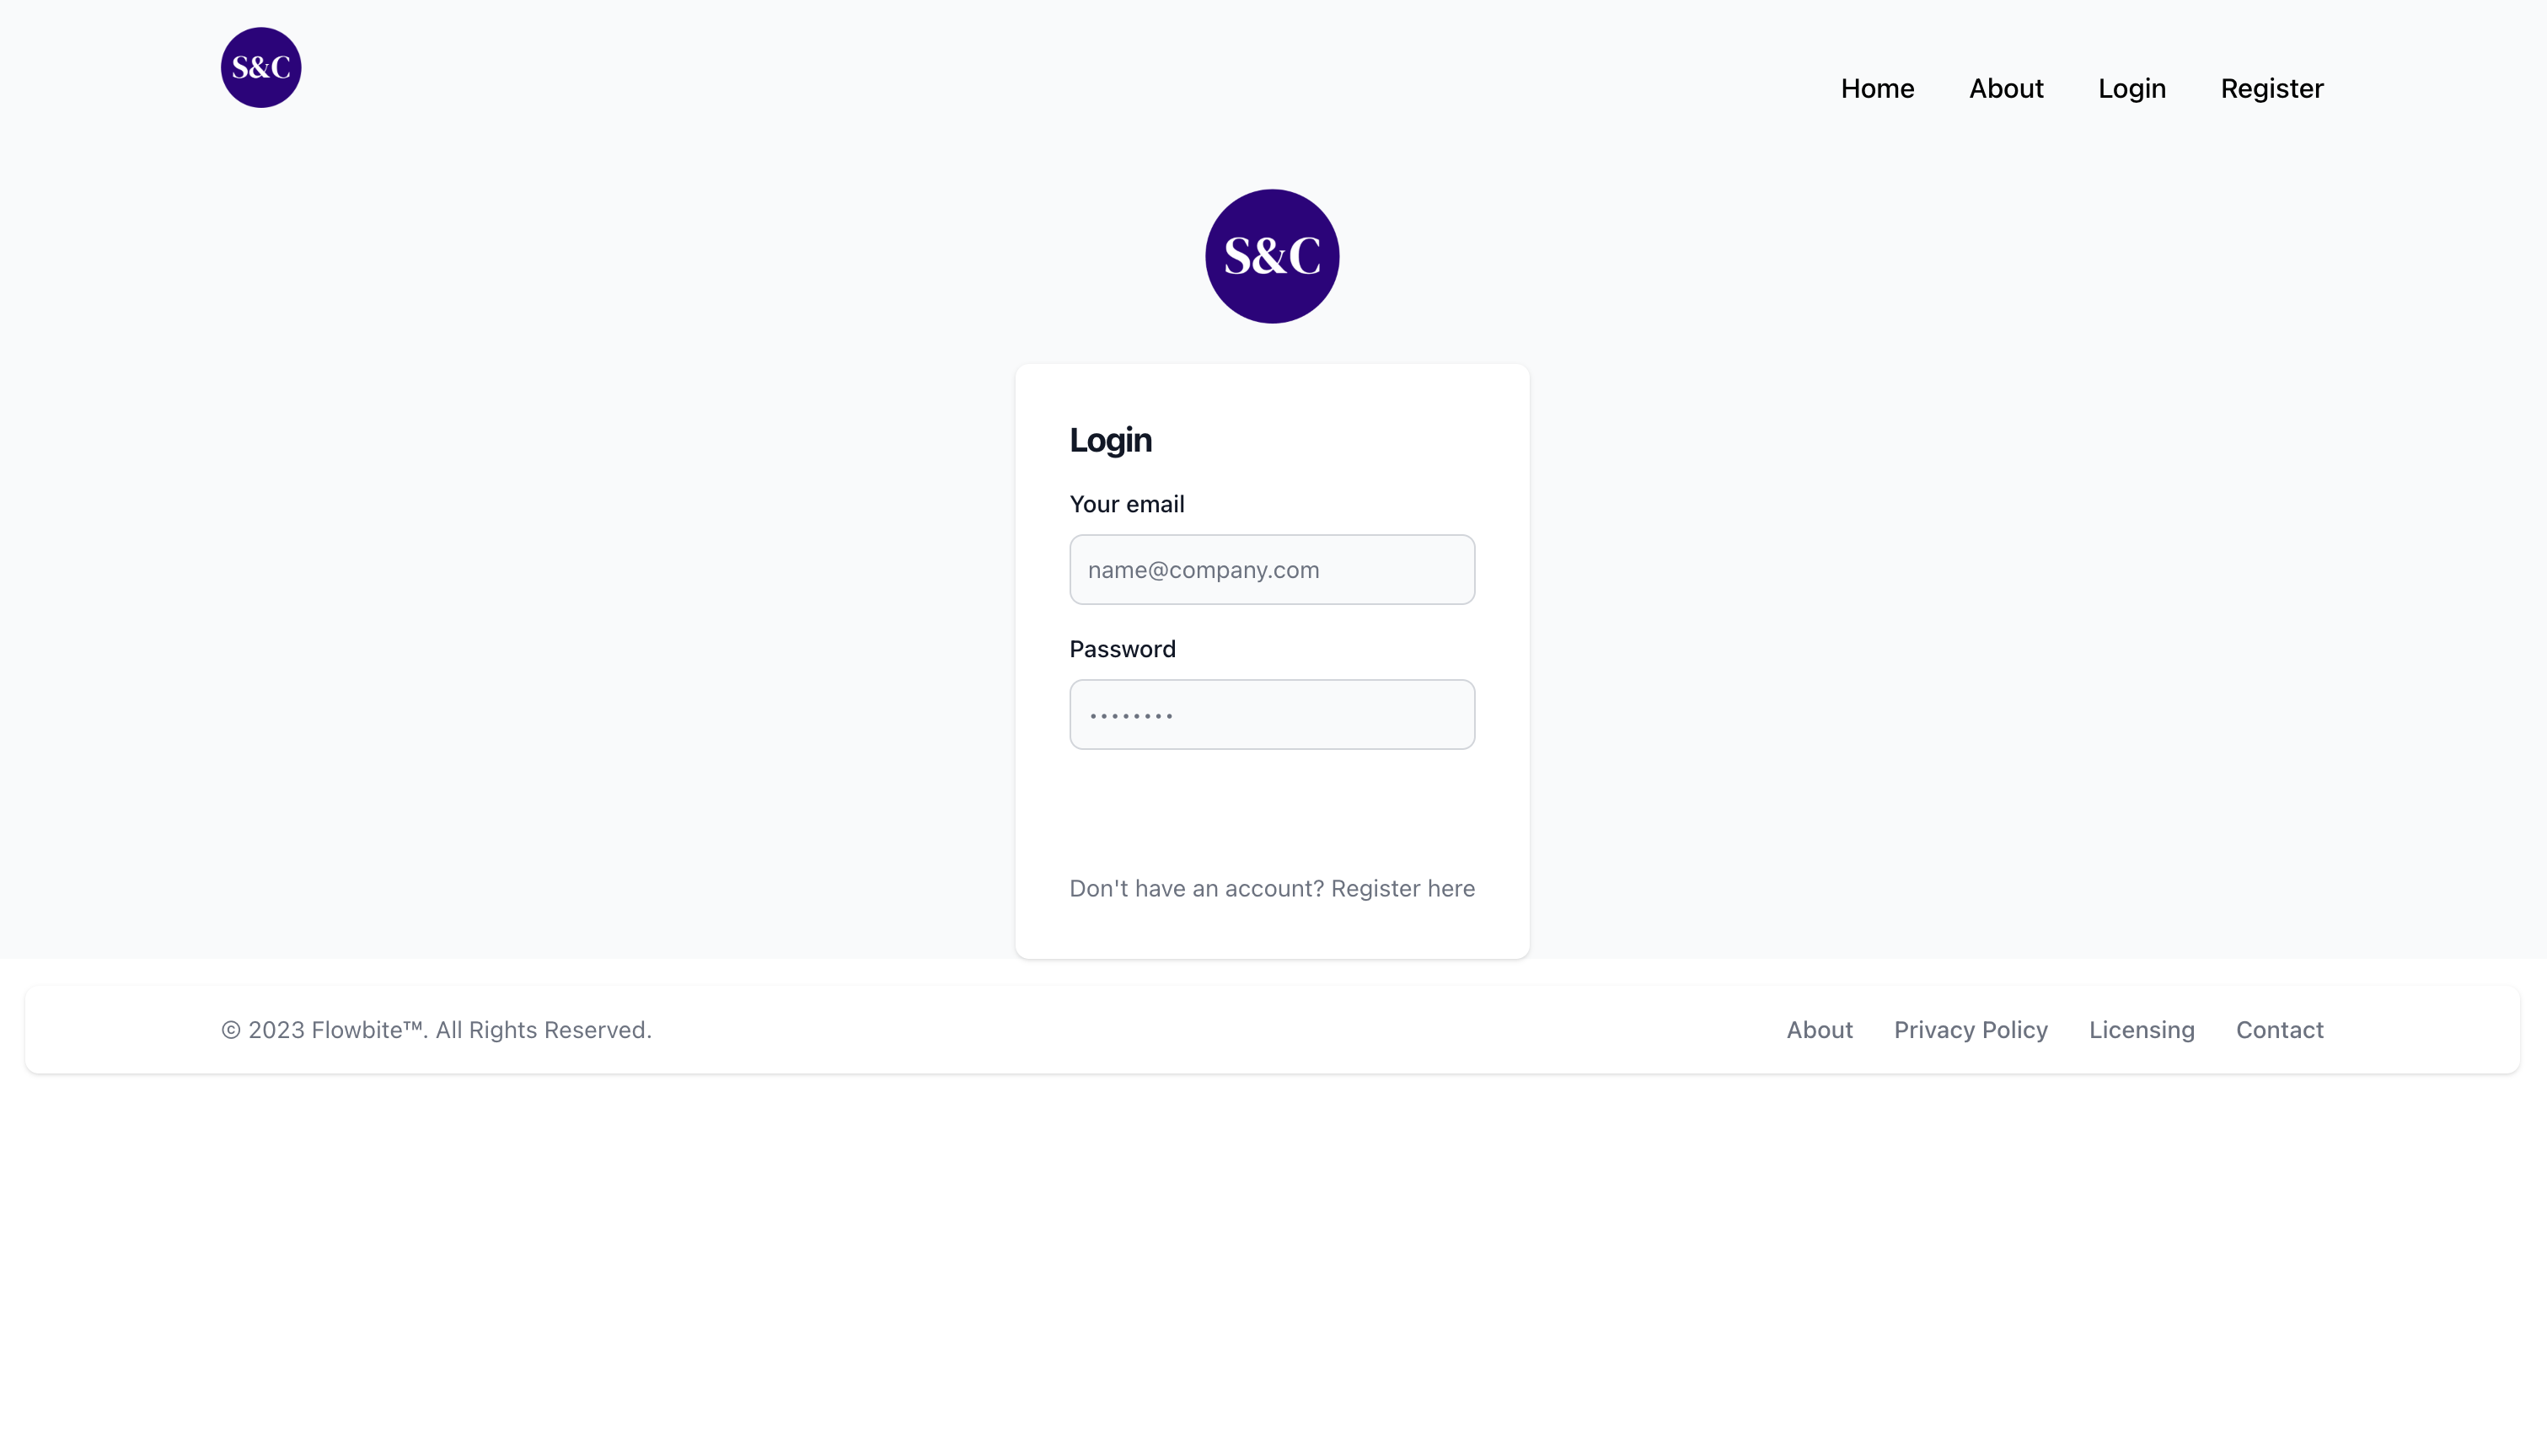 S&C
Home About Login Register
S&C
Login
Your email
name@company.com
Password
••••••••
Don't have an account? Register here
© 2023 Flowbite™. All Rights Reserved.
About Privacy Policy Licensing Contact